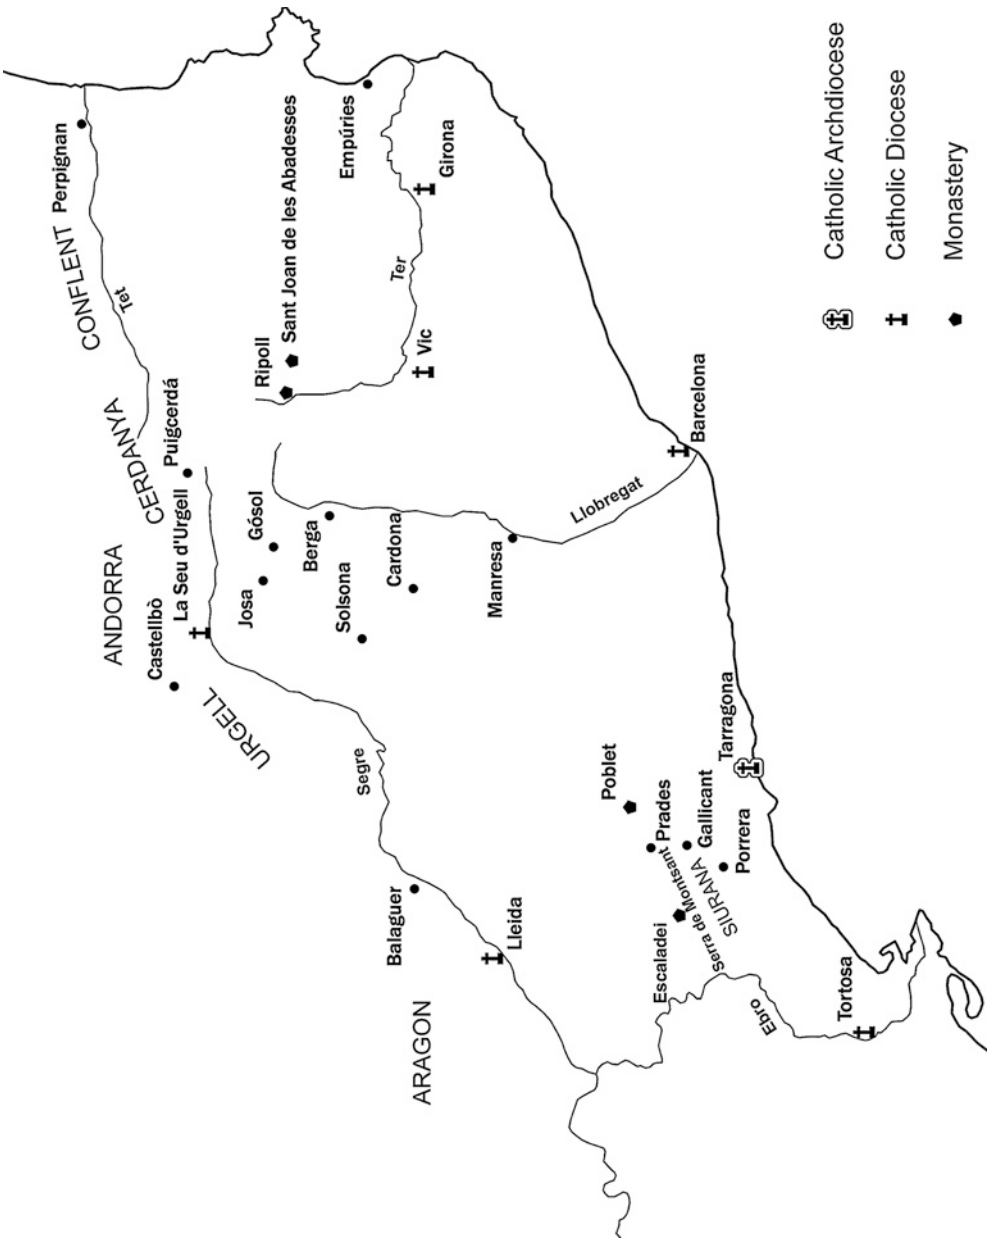 CONFLENT
Perpignan
Tet
CERDANYA
Puigcerdá
ANDORRA
La Seu d'Urgell
Castellbò
URGELL
Ripoll
Sant Joan de les Abadesses
Empúries
Girona
Ter
Vic
Gósol
Josa
Berga
Solsona
Cardona
Manresa
Llobregat
Barcelona
Segre
Balaguer
Lleida
ARAGON
Poblet
Prades
Serra de Montsant
Gallicant
SIURANA
Porrera
Escaladei
Tarragona
Ebro
Tortosa
Catholic Archdiocese
Catholic Diocese
Monastery